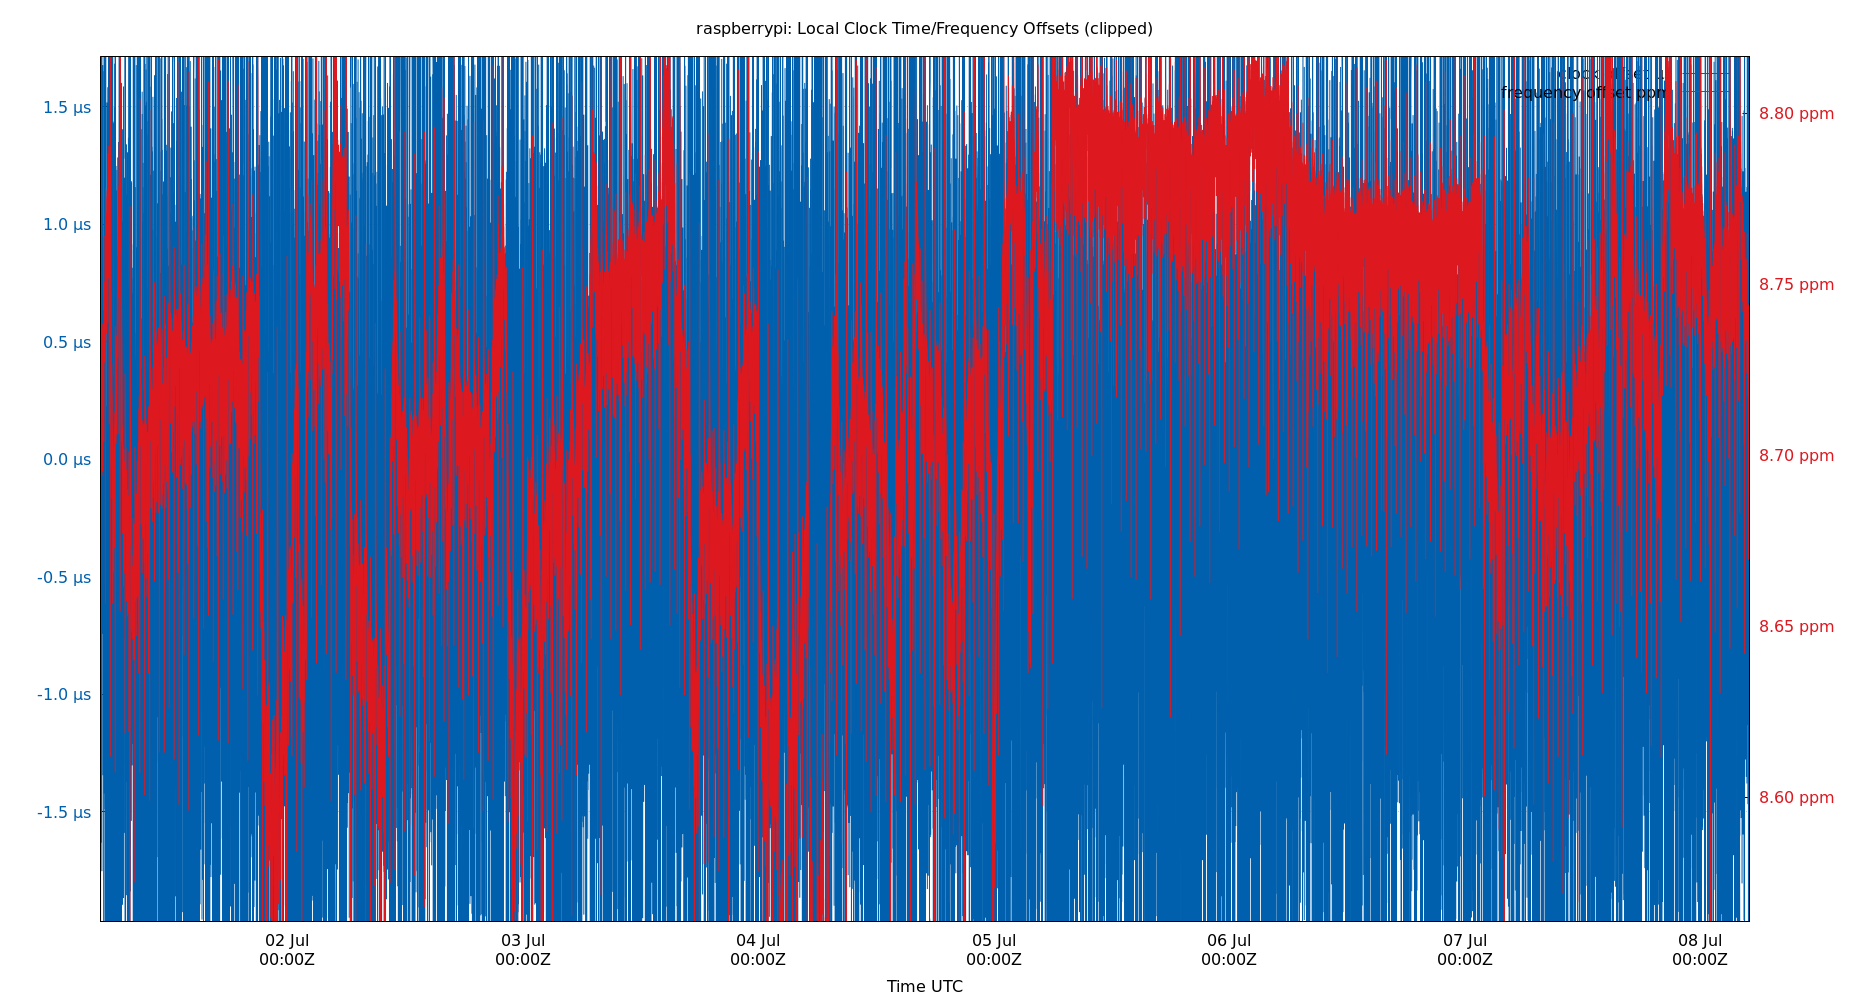 raspberrypi: Local Clock Time/Frequency Offsets (clipped)
clock offset
frequency offset ppm
1.5 µs
1.0 µs
0.5 µs
0.0 µs
-0.5 µs
-1.0 µs
-1.5 µs
8.80 ppm
8.75 ppm
8.70 ppm
8.65 ppm
8.60 ppm
02 Jul 03 Jul 04 Jul 05 Jul 06 Jul 07 Jul 08 Jul
00:00Z 00:00Z 00:00Z 00:00Z 00:00Z 00:00Z 00:00Z
Time UTC